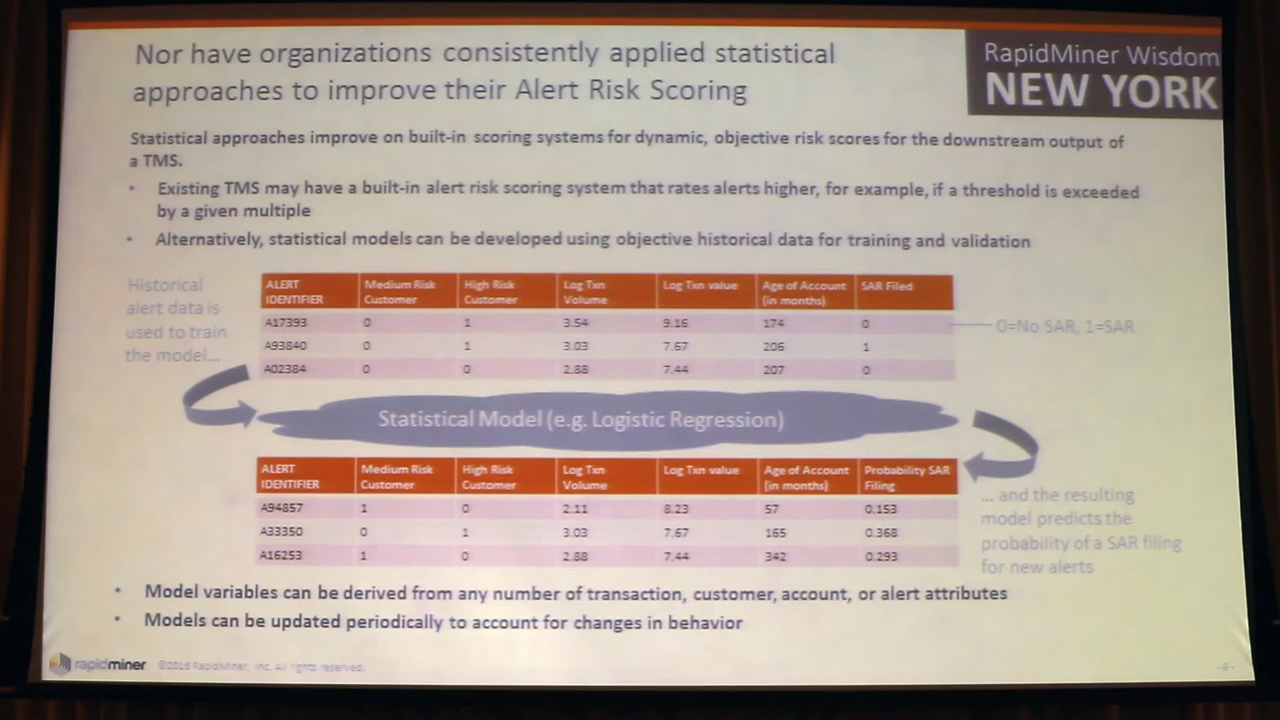 Nor have organizations consistently applied statistical
approaches to improve their Alert Risk Scoring
RapidMiner Wisdom
NEW YORK
Statistical approaches improve on built-in scoring systems for dynamic, objective risk scores for the downstream output of
a TMS.
• Existing TMS may have a built-in alert risk scoring system that rates alerts higher, for example, if a threshold is exceeded
by a given multiple
• Alternatively, statistical models can be developed using objective historical data for training and validation
Historical
alert data is
used to train
the model...
ALERT IDENTIFIER Medium Risk Customer High Risk Customer Log Txn Volume Log Txn value Age of Account (in months) SAR Filed
A17393 0 1 3.54 9.16 174 0
A93840 0 1 3.03 7.67 206 1
A02384 0 0 2.88 7.44 207 0
0=No SAR, 1=SAR
Statistical Model (e.g. Logistic Regression)
ALERT IDENTIFIER Medium Risk Customer High Risk Customer Log Txn Volume Log Txn value Age of Account (in months) Probability SAR Filing
A94857 1 0 2.11 8.23 57 0.153
A33350 0 1 3.03 7.67 165 0.368
A16253 1 0 2.88 7.44 342 0.293
... and the resulting
model predicts the
probability of a SAR filing
for new alerts
• Model variables can be derived from any number of transaction, customer, account, or alert attributes
• Models can be updated periodically to account for changes in behavior
rapidminer
©2016 RapidMiner, Inc. All rights reserved.